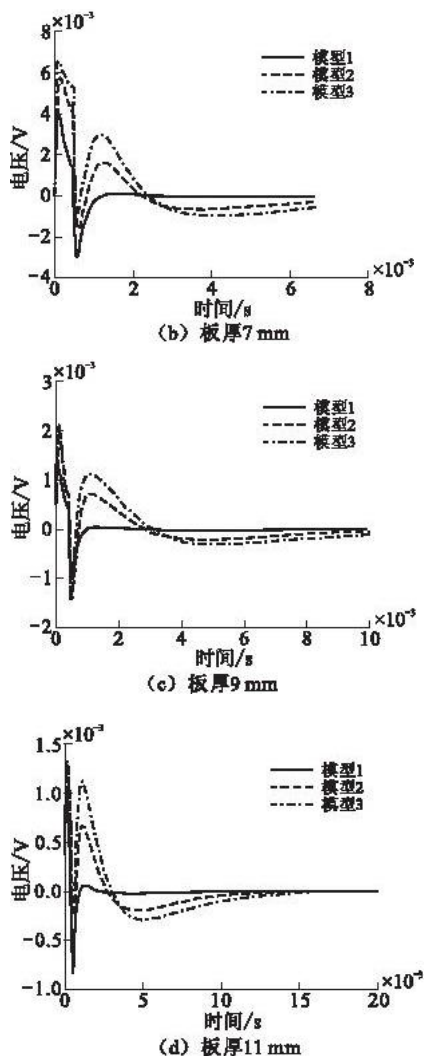 ×10⁻³
8
6
4
2
0
−2
−4
电压/V
模型1
模型2
模型3
0
2
4
6
8
×10⁻³
时间/s
(b) 板厚7 mm
×10⁻³
3
2
1
0
−1
−2
电压/V
模型1
模型2
模型3
0
2
4
6
8
10
×10⁻³
时间/s
(c) 板厚9 mm
×10⁻³
1.5
1.0
0.5
0.0
−0.5
−1.0
电压/V
模型1
模型2
模型3
0
5
10
15
20
×10⁻³
时间/s
(d) 板厚11 mm